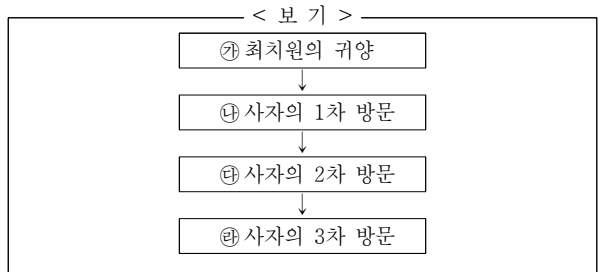 < 보 기 >
㉮ 최치원의 귀양
㉯ 사자의 1차 방문
㉰ 사자의 2차 방문
㉱ 사자의 3차 방문